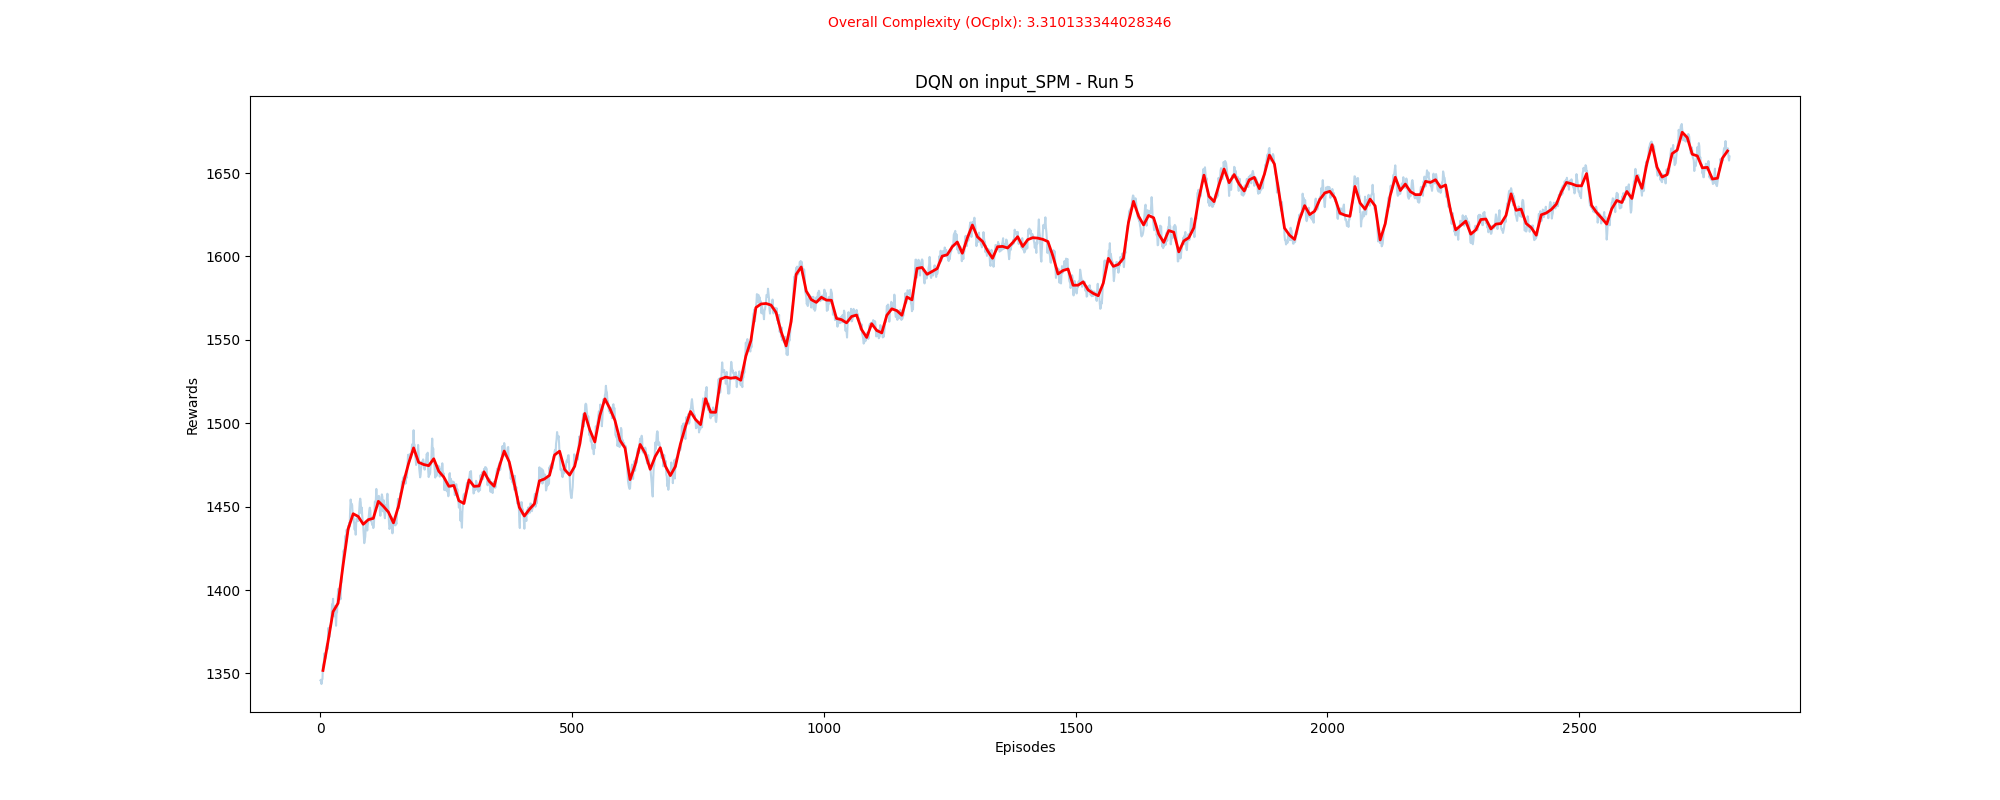 Overall Complexity (OCplx): 3.310133344028346
DQN on input_SPM - Run 5
Rewards
1650
1600
1550
1500
1450
1400
1350
0 500 1000 1500 2000 2500
Episodes